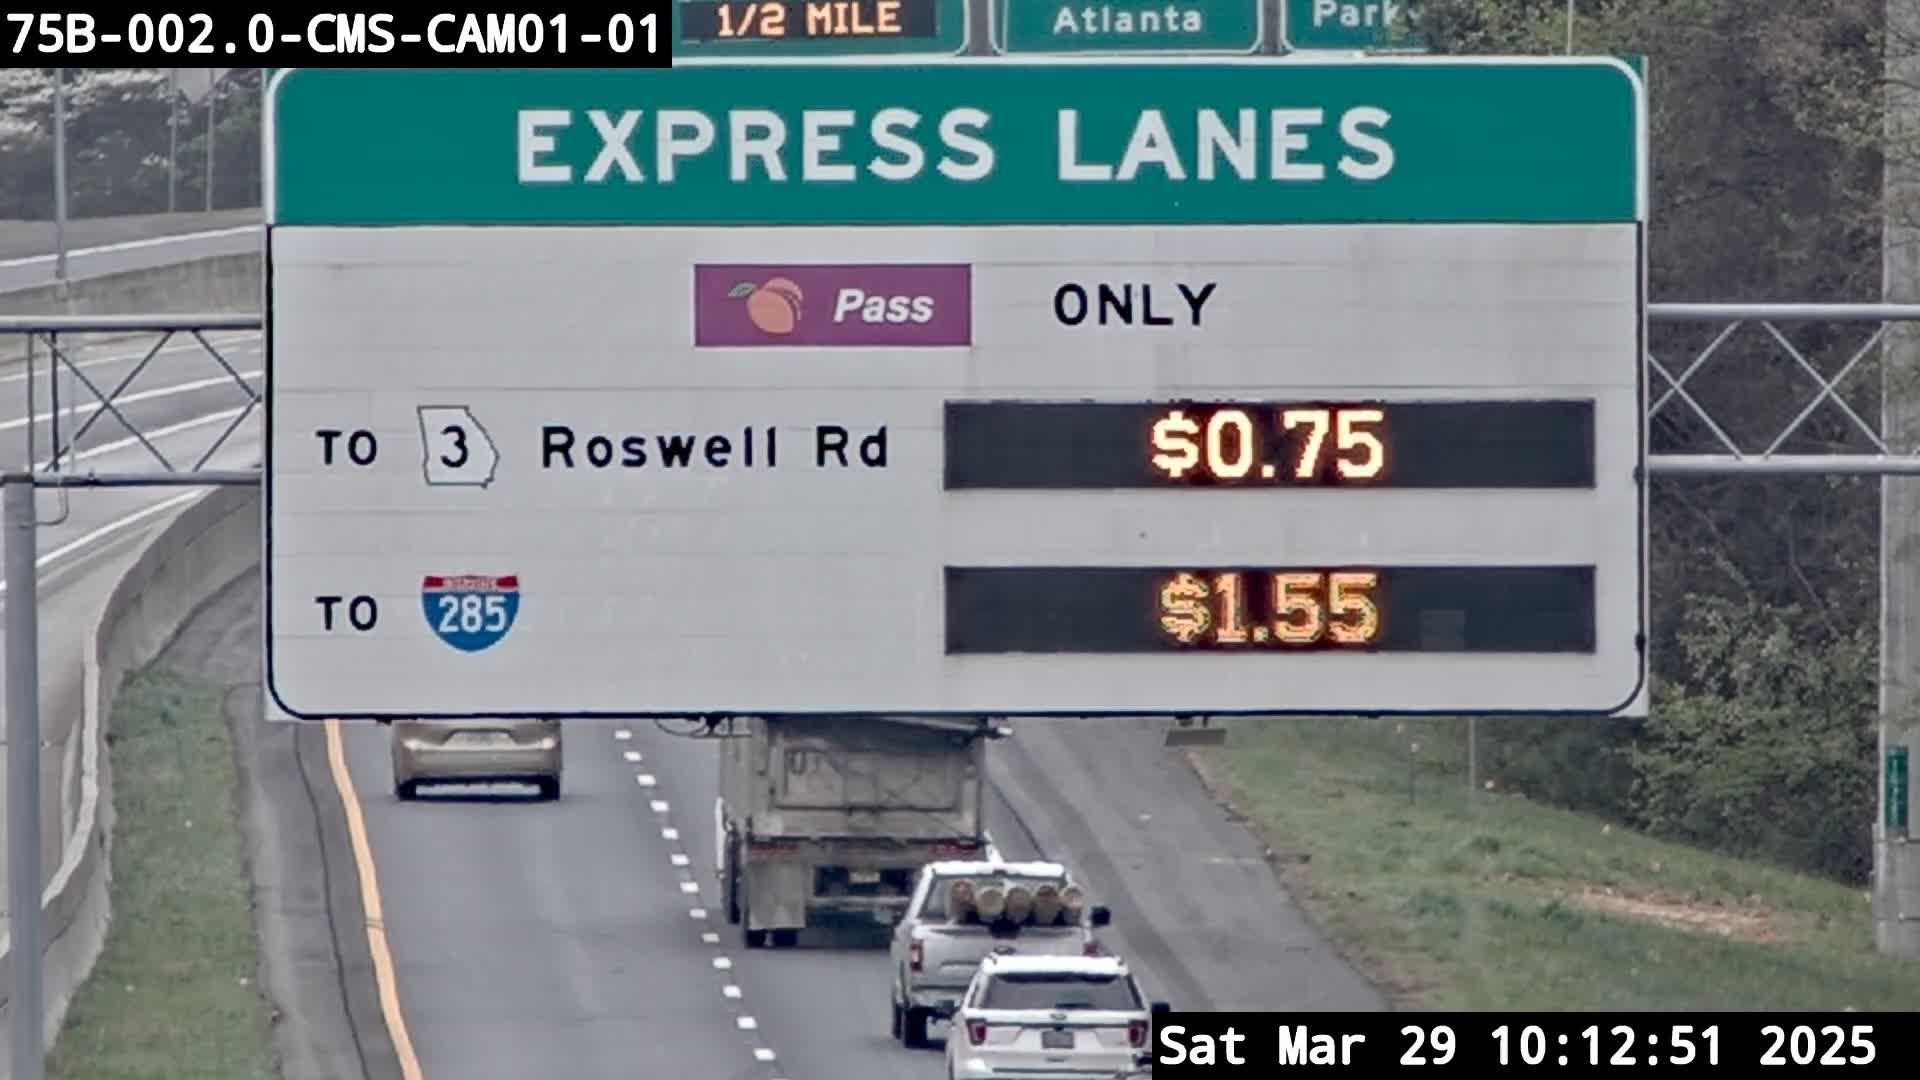 75B-002.0-CMS-CAM01-01
1/2 MILE
Atlanta
EXPRESS LANES
Pass ONLY
TO 3 Roswell Rd $0.75
TO INTERSTATE 285 $1.55
Sat Mar 29 10:12:51 2025